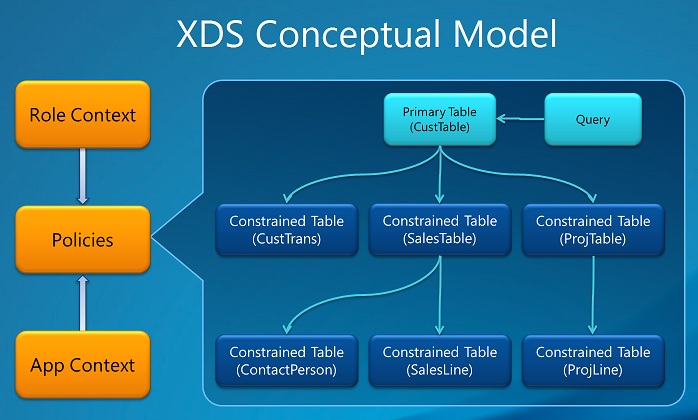 XDS Conceptual Model
Role Context
Policies
App Context
Primary Table
(CustTable)
Query
Constrained Table
(CustTrans)
Constrained Table
(SalesTable)
Constrained Table
(ProjTable)
Constrained Table
(ContactPerson)
Constrained Table
(SalesLine)
Constrained Table
(ProjLine)